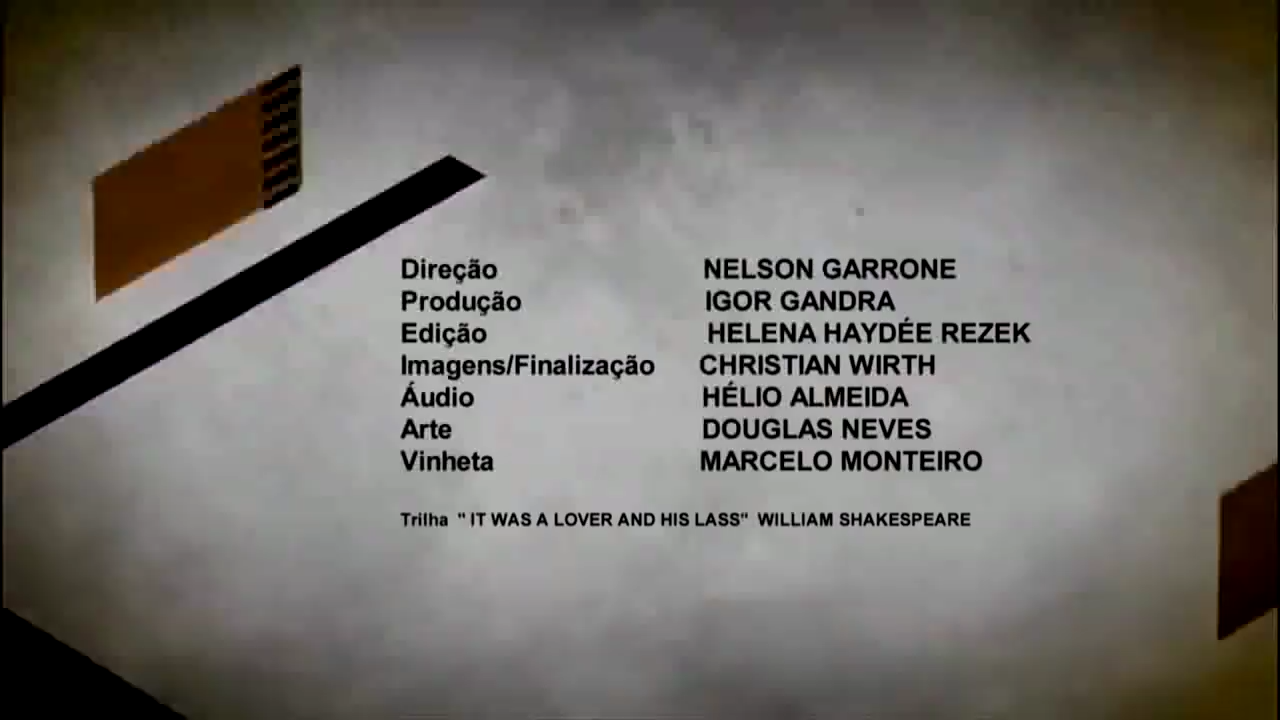 Direção NELSON GARRONE
Produção IGOR GANDRA
Edição HELENA HAYDÉE REZEK
Imagens/Finalização CHRISTIAN WIRTH
Áudio HÉLIO ALMEIDA
Arte DOUGLAS NEVES
Vinheta MARCELO MONTEIRO
Trilha " IT WAS A LOVER AND HIS LASS" WILLIAM SHAKESPEARE